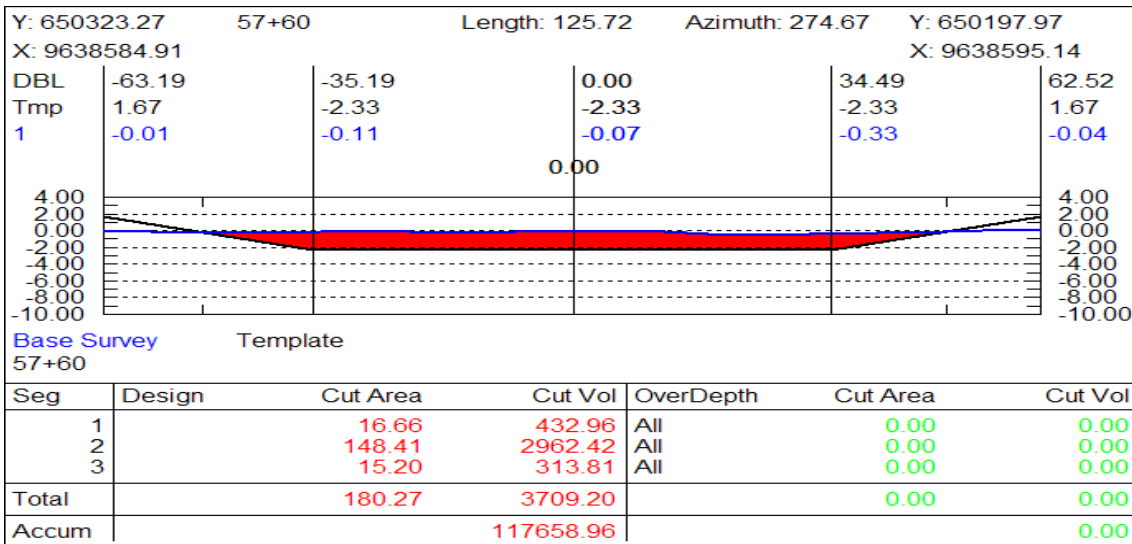 Y: 650323.27 57+60 Length: 125.72 Azimuth: 274.67 Y: 650197.97
X: 9638584.91 X: 9638595.14
DBL -63.19 -35.19 0.00 34.49 62.52
Tmp 1.67 -2.33 -2.33 -2.33 1.67
1 -0.01 -0.11 -0.07 -0.33 -0.04
0.00
4.00 4.00
2.00 2.00
0.00 0.00
-2.00 -2.00
-4.00 -4.00
-6.00 -6.00
-8.00 -8.00
-10.00 -10.00
Base Survey Template
57+60
Seg Design Cut Area Cut Vol OverDepth Cut Area Cut Vol
1 16.66 432.96 All 0.00 0.00
2 148.41 2962.42 All 0.00 0.00
3 15.20 313.81 All 0.00 0.00
Total 180.27 3709.20 0.00 0.00
Accum 117658.96 0.00